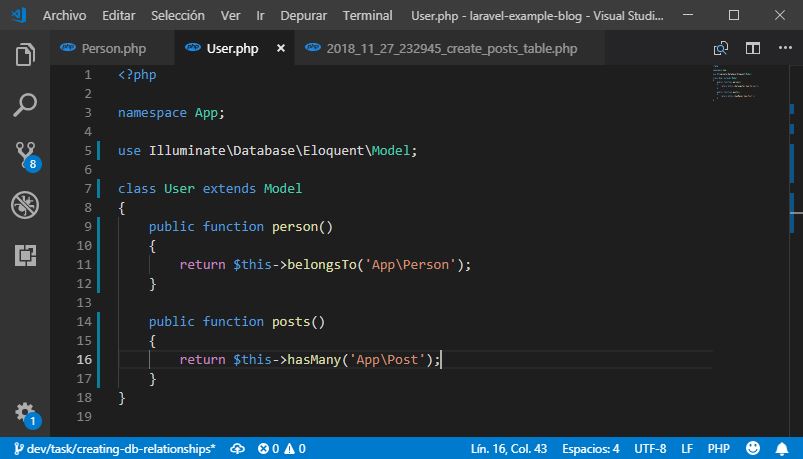 Archivo Editar Selección Ver Ir Depurar Terminal User.php - laravel-example-blog - Visual Studi...
Person.php User.php 2018_11_27_232945_create_posts_table.php
1 <?php
2
3 namespace App;
4
5 use Illuminate\Database\Eloquent\Model;
6
7 class User extends Model
8 {
9 public function person()
10 {
11 return $this->belongsTo('App\Person');
12 }
13
14 public function posts()
15 {
16 return $this->hasMany('App\Post');
17 }
18 }
19
8
1
dev/task/creating-db-relationships* 0 0 Lín. 16, Col. 43 Espacios: 4 UTF-8 LF PHP